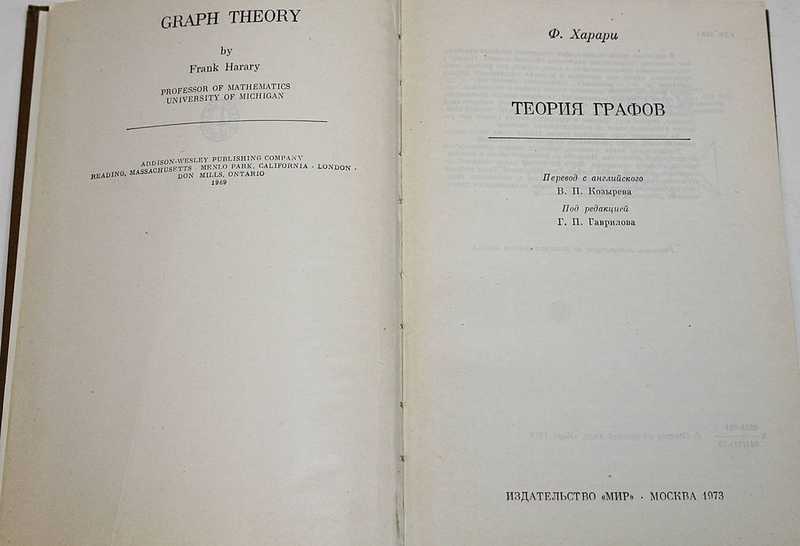 GRAPH THEORY
by
Frank Harary
PROFESSOR OF MATHEMATICS
UNIVERSITY OF MICHIGAN
ADDISON-WESLEY PUBLISHING COMPANY
READING, MASSACHUSETTS · MENLO PARK, CALIFORNIA · LONDON ·
DON MILLS, ONTARIO
1969
Ф. Харари
ТЕОРИЯ ГРАФОВ
Перевод с английского
В. П. Козырева
Под редакцией
Г. П. Гаврилова
ИЗДАТЕЛЬСТВО «МИР» · МОСКВА 1973